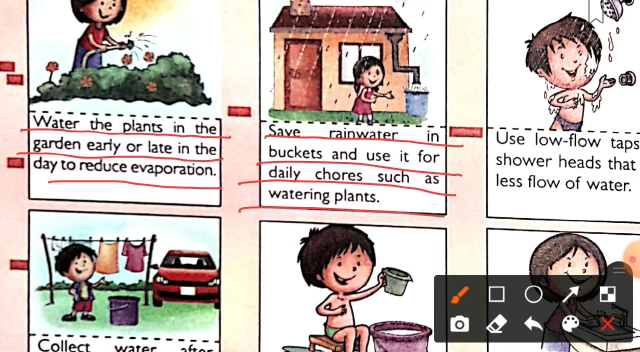 Water the plants in the
garden early or late in the
day to reduce evaporation.
Save rainwater in
buckets and use it for
daily chores such as
watering plants.
Use low-flow taps
shower heads that
less flow of water.
Collect water after